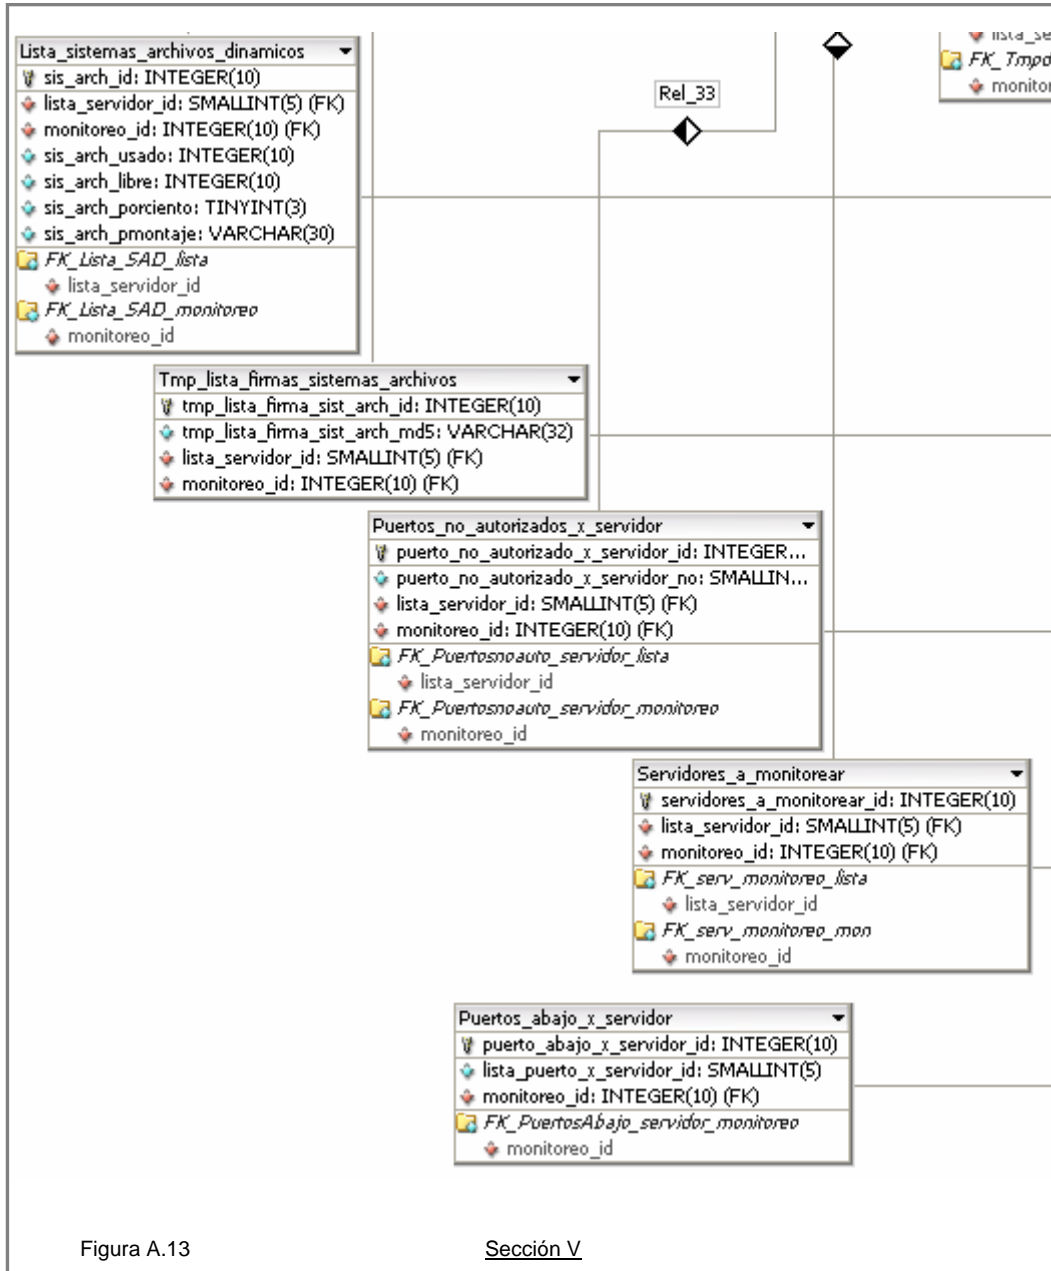 lista_se
FK_Tmpd
monitor
Lista_sistemas_archivos_dinamicos
sis_arch_id: INTEGER(10)
lista_servidor_id: SMALLINT(5) (FK)
monitoreo_id: INTEGER(10) (FK)
sis_arch_usado: INTEGER(10)
sis_arch_libre: INTEGER(10)
sis_arch_porciento: TINYINT(3)
sis_arch_pmontaje: VARCHAR(30)
FK_Lista_SAD_lista
lista_servidor_id
FK_Lista_SAD_monitoreo
monitoreo_id
Rel_33
Tmp_lista_firmas_sistemas_archivos
tmp_lista_firma_sist_arch_id: INTEGER(10)
tmp_lista_firma_sist_arch_md5: VARCHAR(32)
lista_servidor_id: SMALLINT(5) (FK)
monitoreo_id: INTEGER(10) (FK)
Puertos_no_autorizados_x_servidor
puerto_no_autorizado_x_servidor_id: INTEGER...
puerto_no_autorizado_x_servidor_no: SMALLIN...
lista_servidor_id: SMALLINT(5) (FK)
monitoreo_id: INTEGER(10) (FK)
FK_Puertosnoauto_servidor_lista
lista_servidor_id
FK_Puertosnoauto_servidor_monitoreo
monitoreo_id
Servidores_a_monitorear
servidores_a_monitorear_id: INTEGER(10)
lista_servidor_id: SMALLINT(5) (FK)
monitoreo_id: INTEGER(10) (FK)
FK_serv_monitoreo_lista
lista_servidor_id
FK_serv_monitoreo_mon
monitoreo_id
Puertos_abajo_x_servidor
puerto_abajo_x_servidor_id: INTEGER(10)
lista_puerto_x_servidor_id: SMALLINT(5)
monitoreo_id: INTEGER(10) (FK)
FK_PuertosAbajo_servidor_monitoreo
monitoreo_id
Figura A.13
Sección V